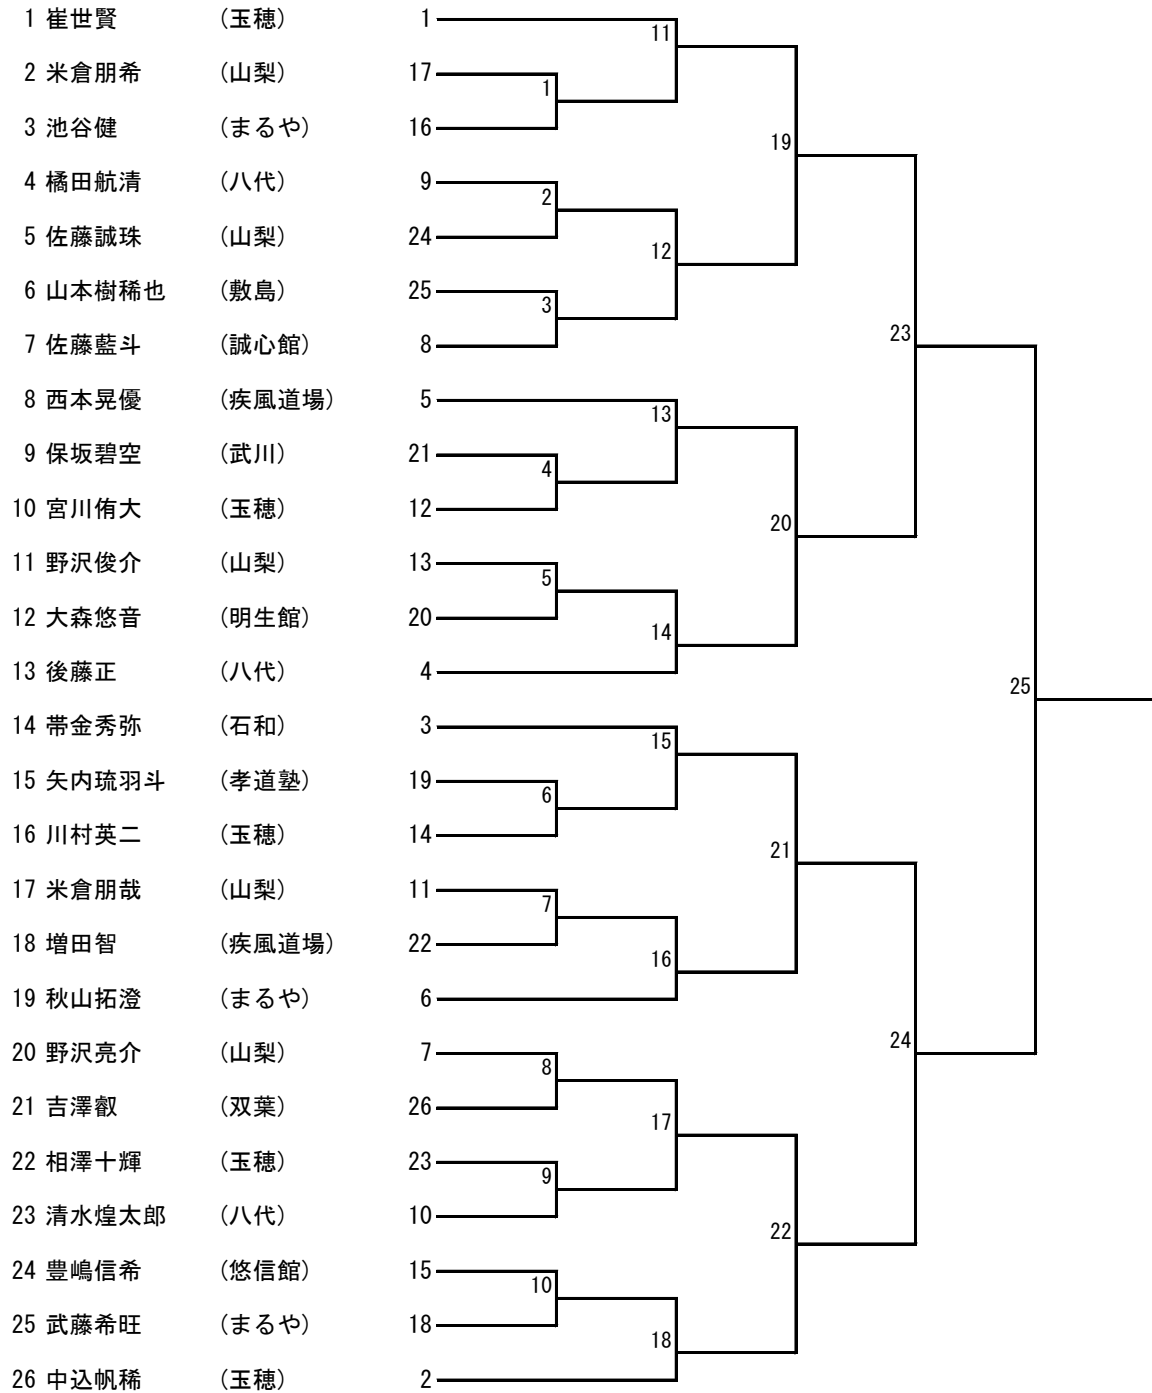 1 崔世賢 (玉穂) 1
11
2 米倉朋希 (山梨) 17
1
3 池谷健 (まるや) 16
19
4 橘田航清 (八代) 9
2
5 佐藤誠珠 (山梨) 24
12
6 山本樹稀也 (敷島) 25
3
7 佐藤藍斗 (誠心館) 8
23
8 西本晃優 (疾風道場) 5
13
9 保坂碧空 (武川) 21
4
10 宮川侑大 (玉穂) 12
20
11 野沢俊介 (山梨) 13
5
12 大森悠音 (明生館) 20
14
13 後藤正 (八代) 4
25
14 帯金秀弥 (石和) 3
15
15 矢内琉羽斗 (孝道塾) 19
6
16 川村英二 (玉穂) 14
21
17 米倉朋哉 (山梨) 11
7
18 増田智 (疾風道場) 22
16
19 秋山拓澄 (まるや) 6
24
20 野沢亮介 (山梨) 7
8
21 吉澤叡 (双葉) 26
17
22 相澤十輝 (玉穂) 23
9
23 清水煌太郎 (八代) 10
22
24 豊嶋信希 (悠信館) 15
10
25 武藤希旺 (まるや) 18
18
26 中込帆稀 (玉穂) 2